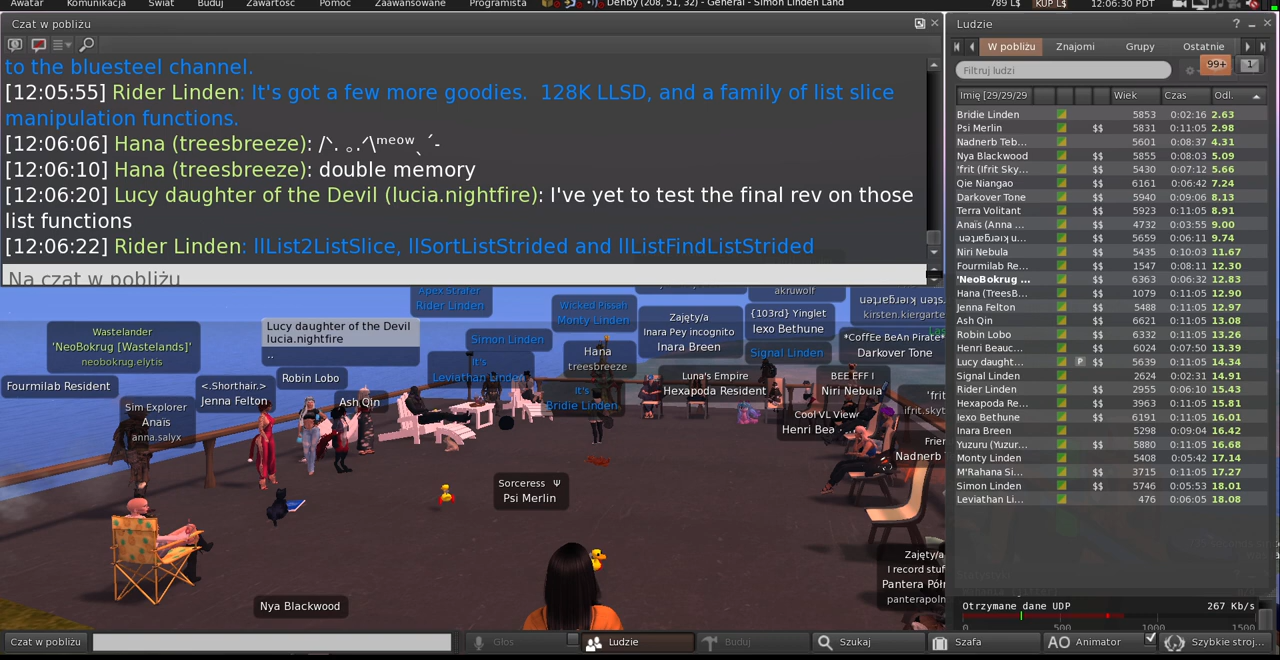 Awatar Komunikacja Świat Buduj Zawartość Pomoc Zaawansowane Programista Denby (208, 51, 32) - General - Simon Linden Land 789 L$ KUP L$ 12:06:30 PDT
Czat w pobliżu
to the bluesteel channel.
[12:05:55] Rider Linden: It's got a few more goodies. 128K LLSD, and a family of list slice
manipulation functions.
[12:06:06] Hana (treesbreeze): /ᐠ. ｡.ᐟ\ᵐᵉᵒʷˎˊ˗
[12:06:10] Hana (treesbreeze): double memory
[12:06:20] Lucy daughter of the Devil (lucia.nightfire): I've yet to test the final rev on those
list functions
[12:06:22] Rider Linden: llList2ListSlice, llSortListStrided and llListFindListStrided
Na czat w pobliżu
Apex Strafer
Rider Linden
Wicked Pissah
Monty Linden
akruwolf
kirsten.kiergarte
Wastelander
'NeoBokrug [Wastelands]'
neobokrug.elytis
Lucy daughter of the Devil
lucia.nightfire
..
Simon Linden
Zajęty/a
Inara Pey incognito
Inara Breen
{103rd} Yinglet
Iexo Bethune
*CoffEe BeAn Pirate*
Darkover Tone
Signal Linden
Hana
treesbreeze
It's
Leviathan Linden
Fourmilab Resident
<.Shorthair.>
Jenna Felton
Robin Lobo
Ash Qin
It's
Bridie Linden
Luna's Empire
Hexapoda Resident
BEE EFF I
Niri Nebula
'frit
ifrit.skyt
Sim Explorer
Anaïs
anna.salyx
Cool VL View
Henri Bea
Frien
Nadnerb
Sorceress Ψ
Psi Merlin
Zajęty/a
I record stuf
Pantera Półn
panterapoln
Nya Blackwood
Ludzie
? _ ×
W pobliżu Znajomi Grupy Ostatnie
Filtruj ludzi 99+ 1
Imię [29/29/29 Wiek Czas Odl.
Bridie Linden 5853 0:02:16 2.63
Psi Merlin $$ 5831 0:11:05 2.98
Nadnerb Teb... 5601 0:08:37 4.31
Nya Blackwood $$ 5855 0:08:03 5.09
'frit (Ifrit Sky... $$ 5430 0:07:12 5.66
Qie Niangao $$ 6161 0:06:42 7.24
Darkover Tone $$ 5940 0:09:06 8.13
Terra Volitant $$ 5923 0:11:05 8.91
Anaïs (Anna ... $$ 4732 0:03:55 9.00
$$ 5659 0:06:11 9.74
Niri Nebula $$ 5435 0:10:03 11.67
Fourmilab Re... $$ 1547 0:08:11 12.30
'NeoBokrug ... $$ 6363 0:06:32 12.83
Hana (TreesB... $$ 1079 0:11:05 12.90
Jenna Felton $$ 5488 0:11:05 12.97
Ash Qin $$ 6621 0:11:05 13.08
Robin Lobo $$ 6332 0:11:05 13.26
Henri Beauc... $$ 6024 0:07:50 13.39
Lucy daught... P $$ 5639 0:11:05 14.34
Signal Linden 2624 0:02:31 14.91
Rider Linden $$ 2955 0:06:10 15.43
Hexapoda Re... $$ 3963 0:11:05 15.81
Iexo Bethune $$ 6191 0:11:05 16.01
Inara Breen 5298 0:09:04 16.42
Yuzuru (Yuzur... $$ 5880 0:11:05 16.68
Monty Linden 5408 0:05:42 17.14
M'Rahana Si... $$ 3715 0:11:05 17.27
Simon Linden $$ 5746 0:05:53 18.01
Leviathan Li... 476 0:06:05 18.08
Otrzymane dane UDP 267 Kb/s
0 500 1000 1500
Czat w pobliżu Głos Ludzie Buduj Szukaj Szafa AO Animator Szybkie stroj...